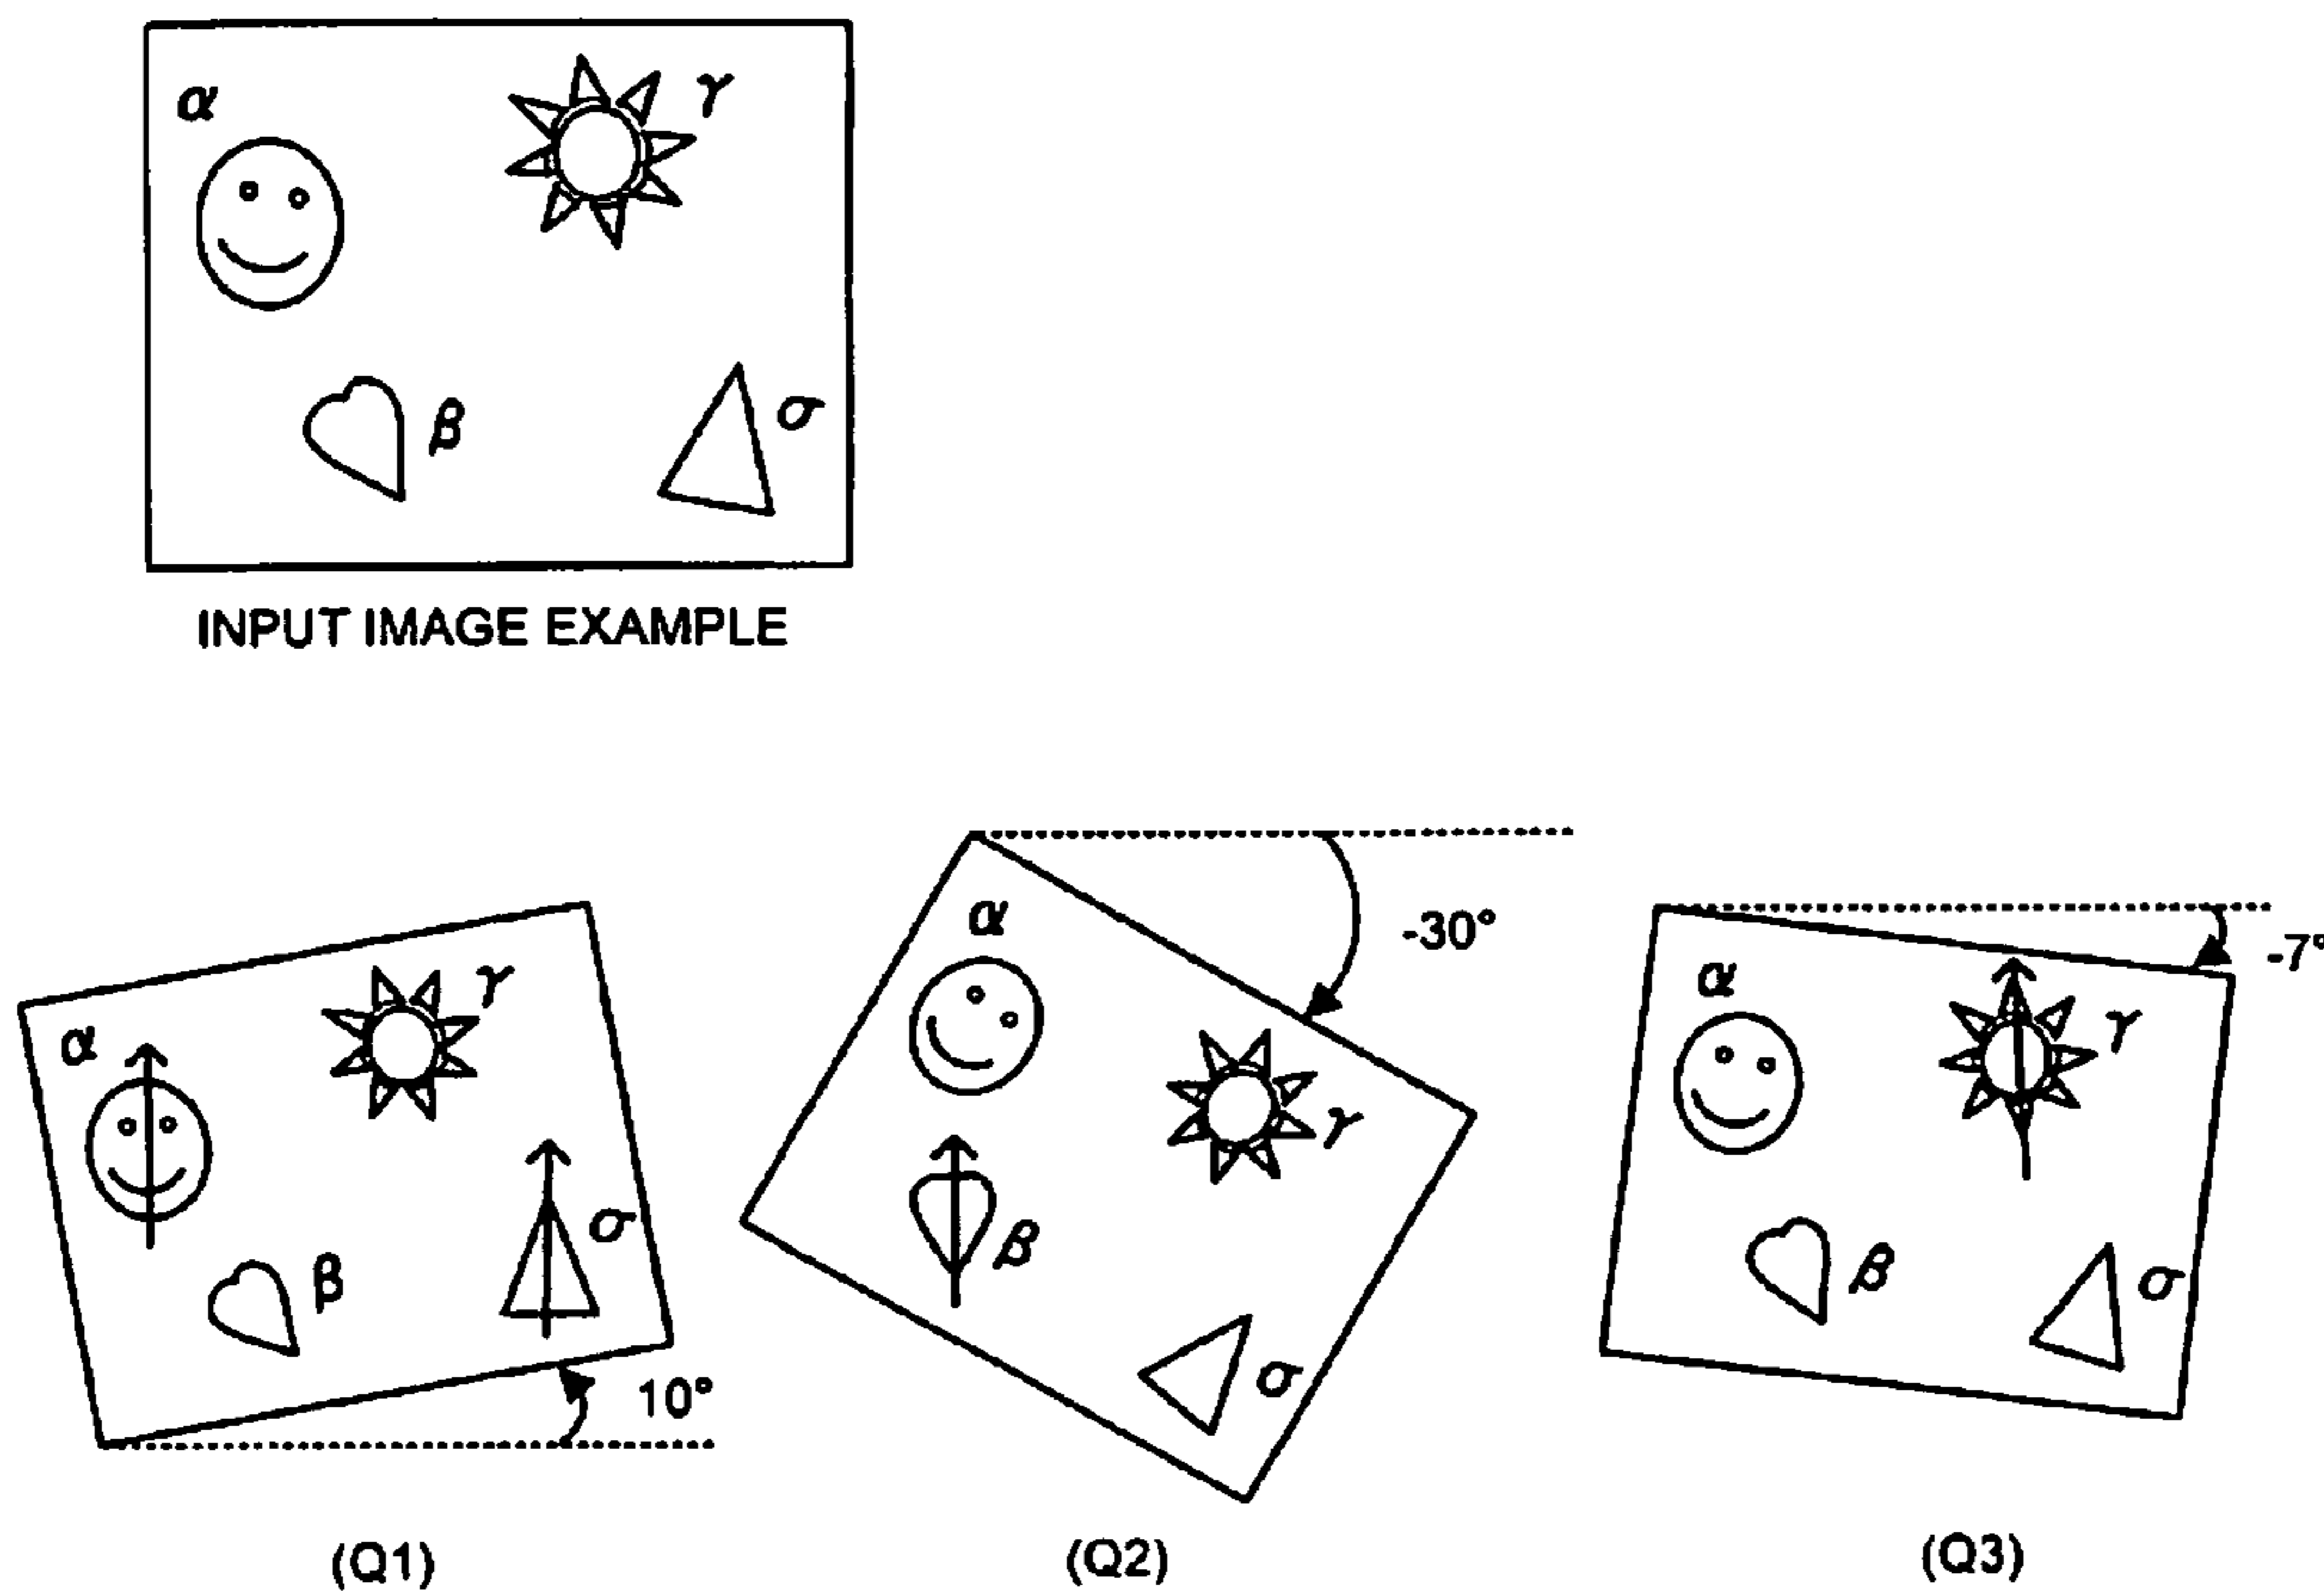 α
γ
β
σ
INPUT IMAGE EXAMPLE
α
γ
β
σ
10°
(Q1)
α
-30°
γ
β
σ
(Q2)
α
-7°
γ
β
σ
(Q3)